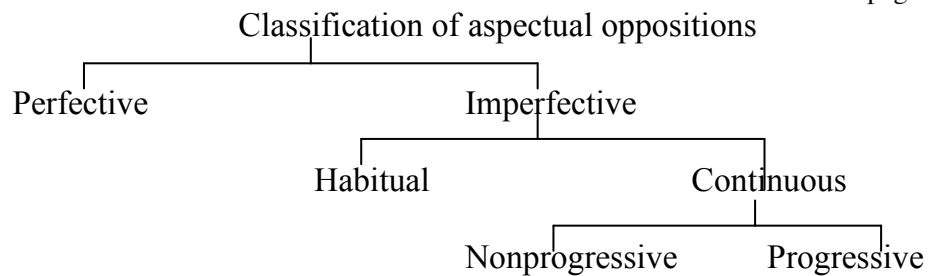 Classification of aspectual oppositions
Perfective Imperfective
Habitual Continuous
Nonprogressive Progressive